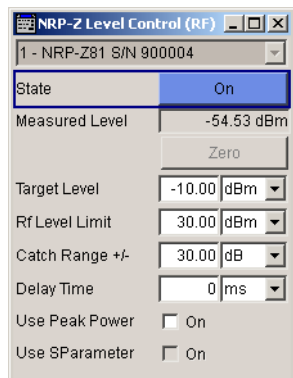 NRP-Z Level Control (RF)
1 - NRP-Z81 S/N 900004
State On
Measured Level -54.53 dBm
Zero
Target Level -10.00 dBm
Rf Level Limit 30.00 dBm
Catch Range +/- 30.00 dB
Delay Time 0 ms
Use Peak Power On
Use SParameter On